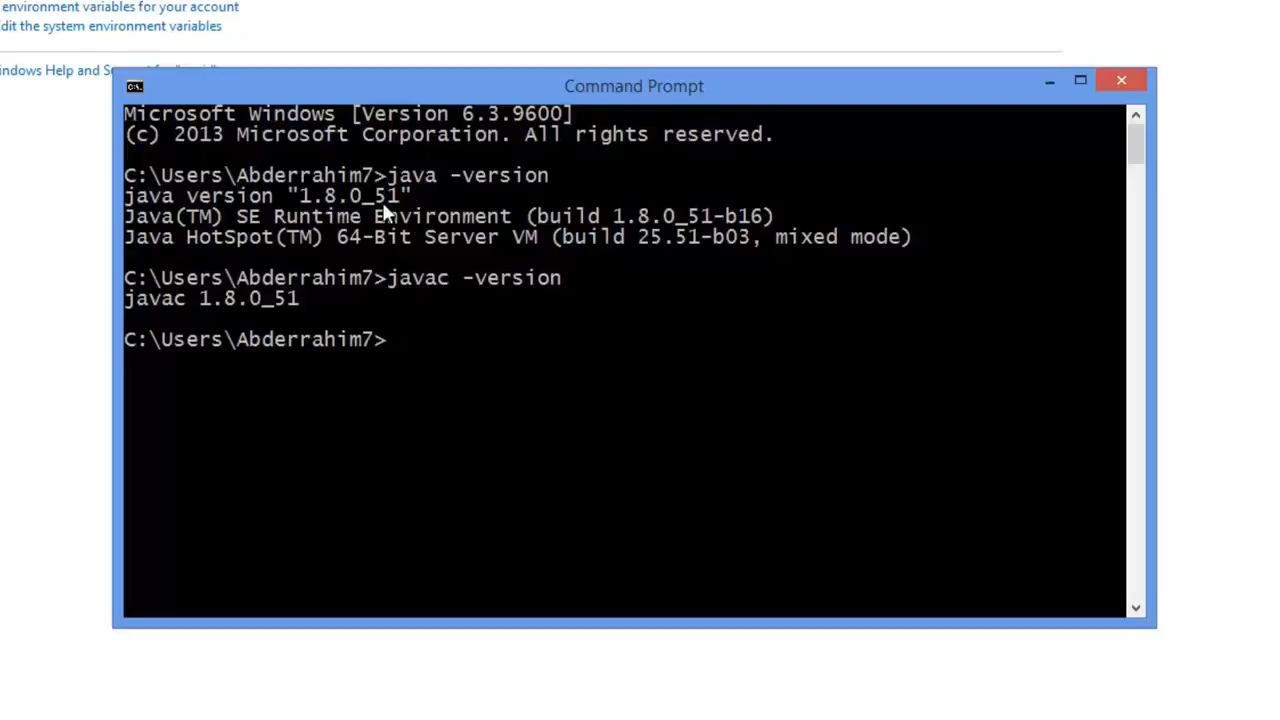 environment variables for your account
dit the system environment variables
indows Help and
Command Prompt
Microsoft Windows [Version 6.3.9600]
(c) 2013 Microsoft Corporation. All rights reserved.
C:\Users\Abderrahim7>java -version
java version "1.8.0_51"
Java(TM) SE Runtime Environment (build 1.8.0_51-b16)
Java HotSpot(TM) 64-Bit Server VM (build 25.51-b03, mixed mode)
C:\Users\Abderrahim7>javac -version
javac 1.8.0_51
C:\Users\Abderrahim7>